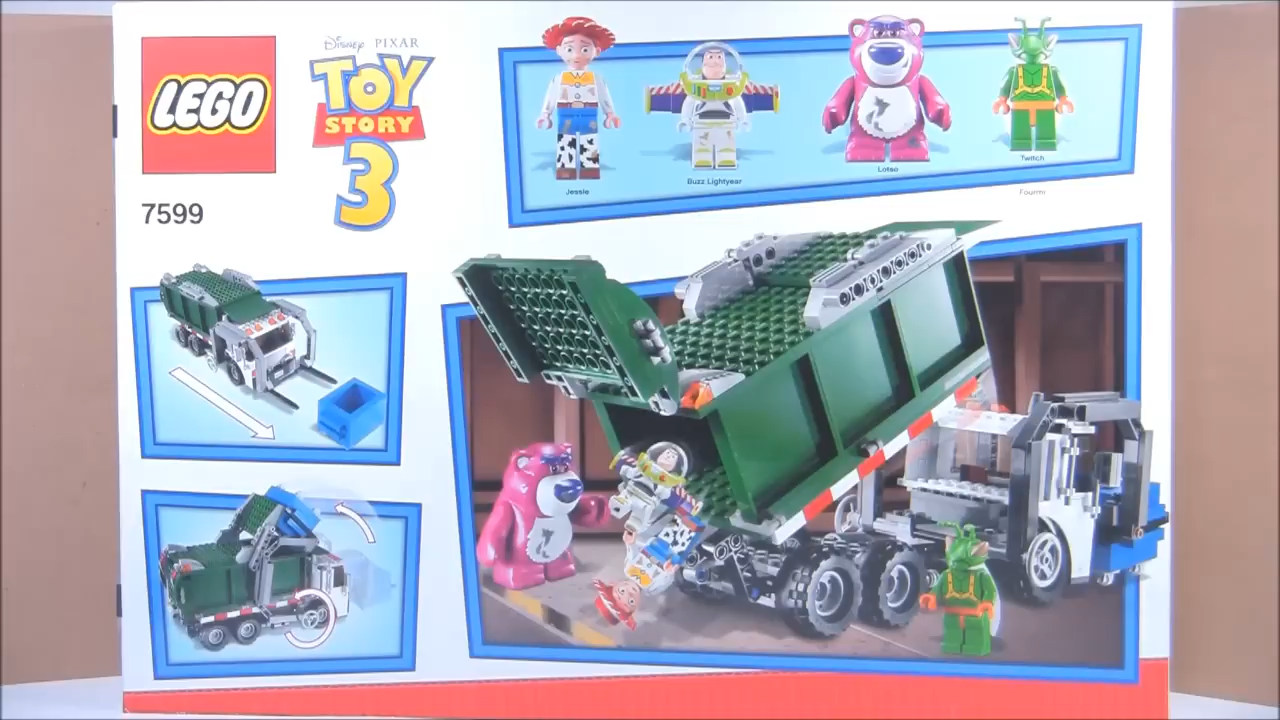 LEGO
Disney PIXAR
TOY
STORY
3
7599
Jessie
Buzz Lightyear
Lotso
Twitch
Fourmi